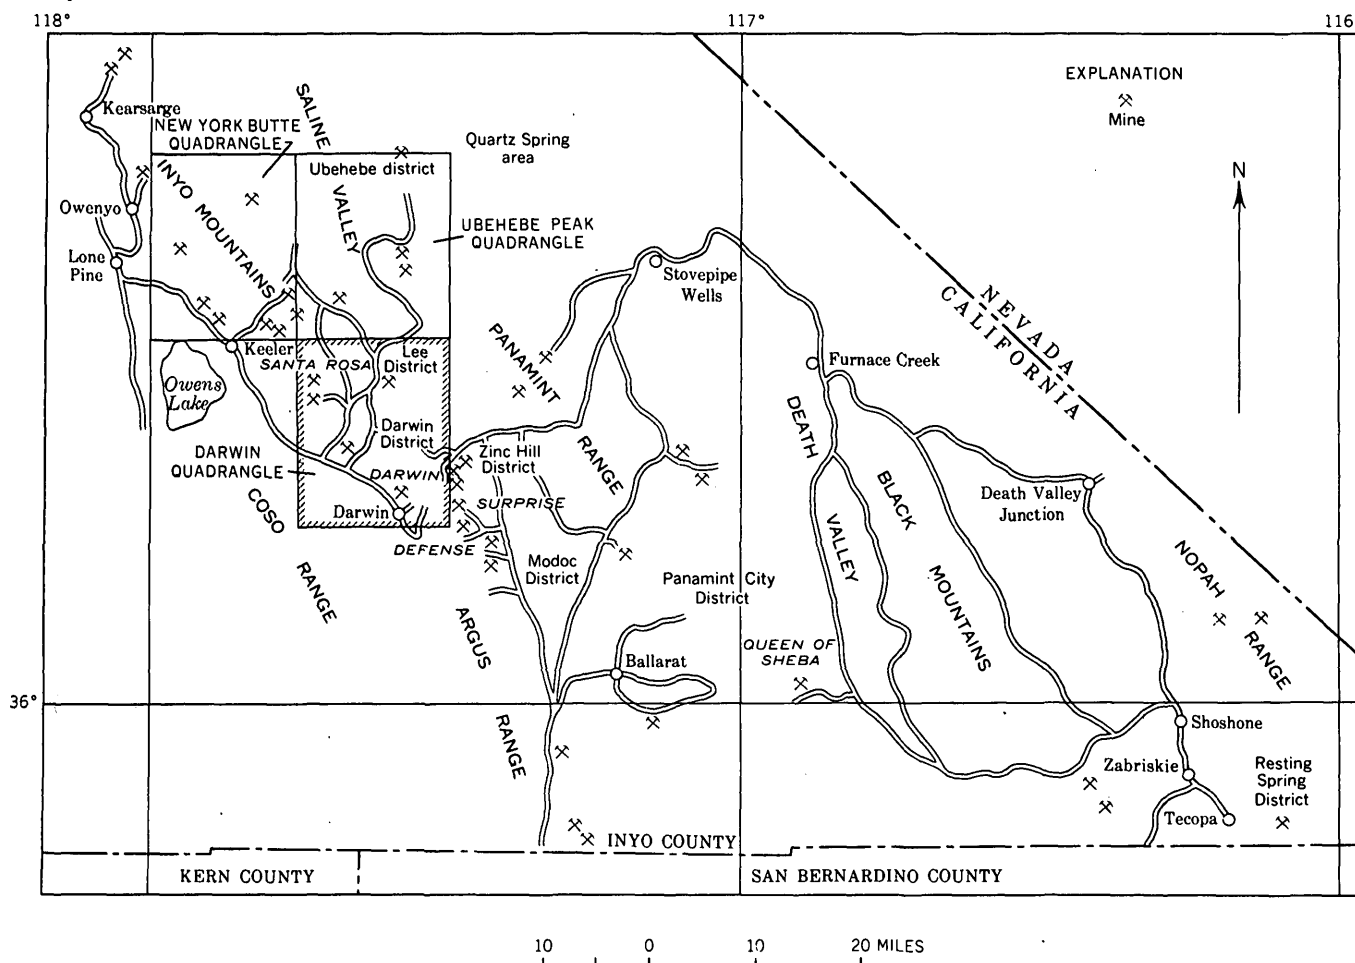 118°
117°
116
EXPLANATION
Mine
N
Kearsarge
NEW YORK BUTTE
QUADRANGLE
SALINE
VALLEY
Quartz Spring
area
Ubehebe district
INYO MOUNTAINS
Owenyo
UBEHEBE PEAK
QUADRANGLE
Lone
Pine
Stovepipe
Wells
NEVADA
CALIFORNIA
Keeler
SANTA ROSA
Lee
District
Owens
Lake
PANAMINT
RANGE
Furnace Creek
DEATH
VALLEY
Darwin
District
DARWIN
QUADRANGLE
DARWIN
Zinc Hill
District
BLACK
MOUNTAINS
Death Valley
Junction
COSO
RANGE
Darwin
SURPRISE
DEFENSE
Modoc
District
NOPAH
RANGE
Panamint City
District
ARGUS
RANGE
QUEEN OF
SHEBA
Ballarat
36°
Shoshone
Zabriskie
Resting
Spring
District
Tecopa
INYO COUNTY
KERN COUNTY
SAN BERNARDINO COUNTY
10 0 10 20 MILES